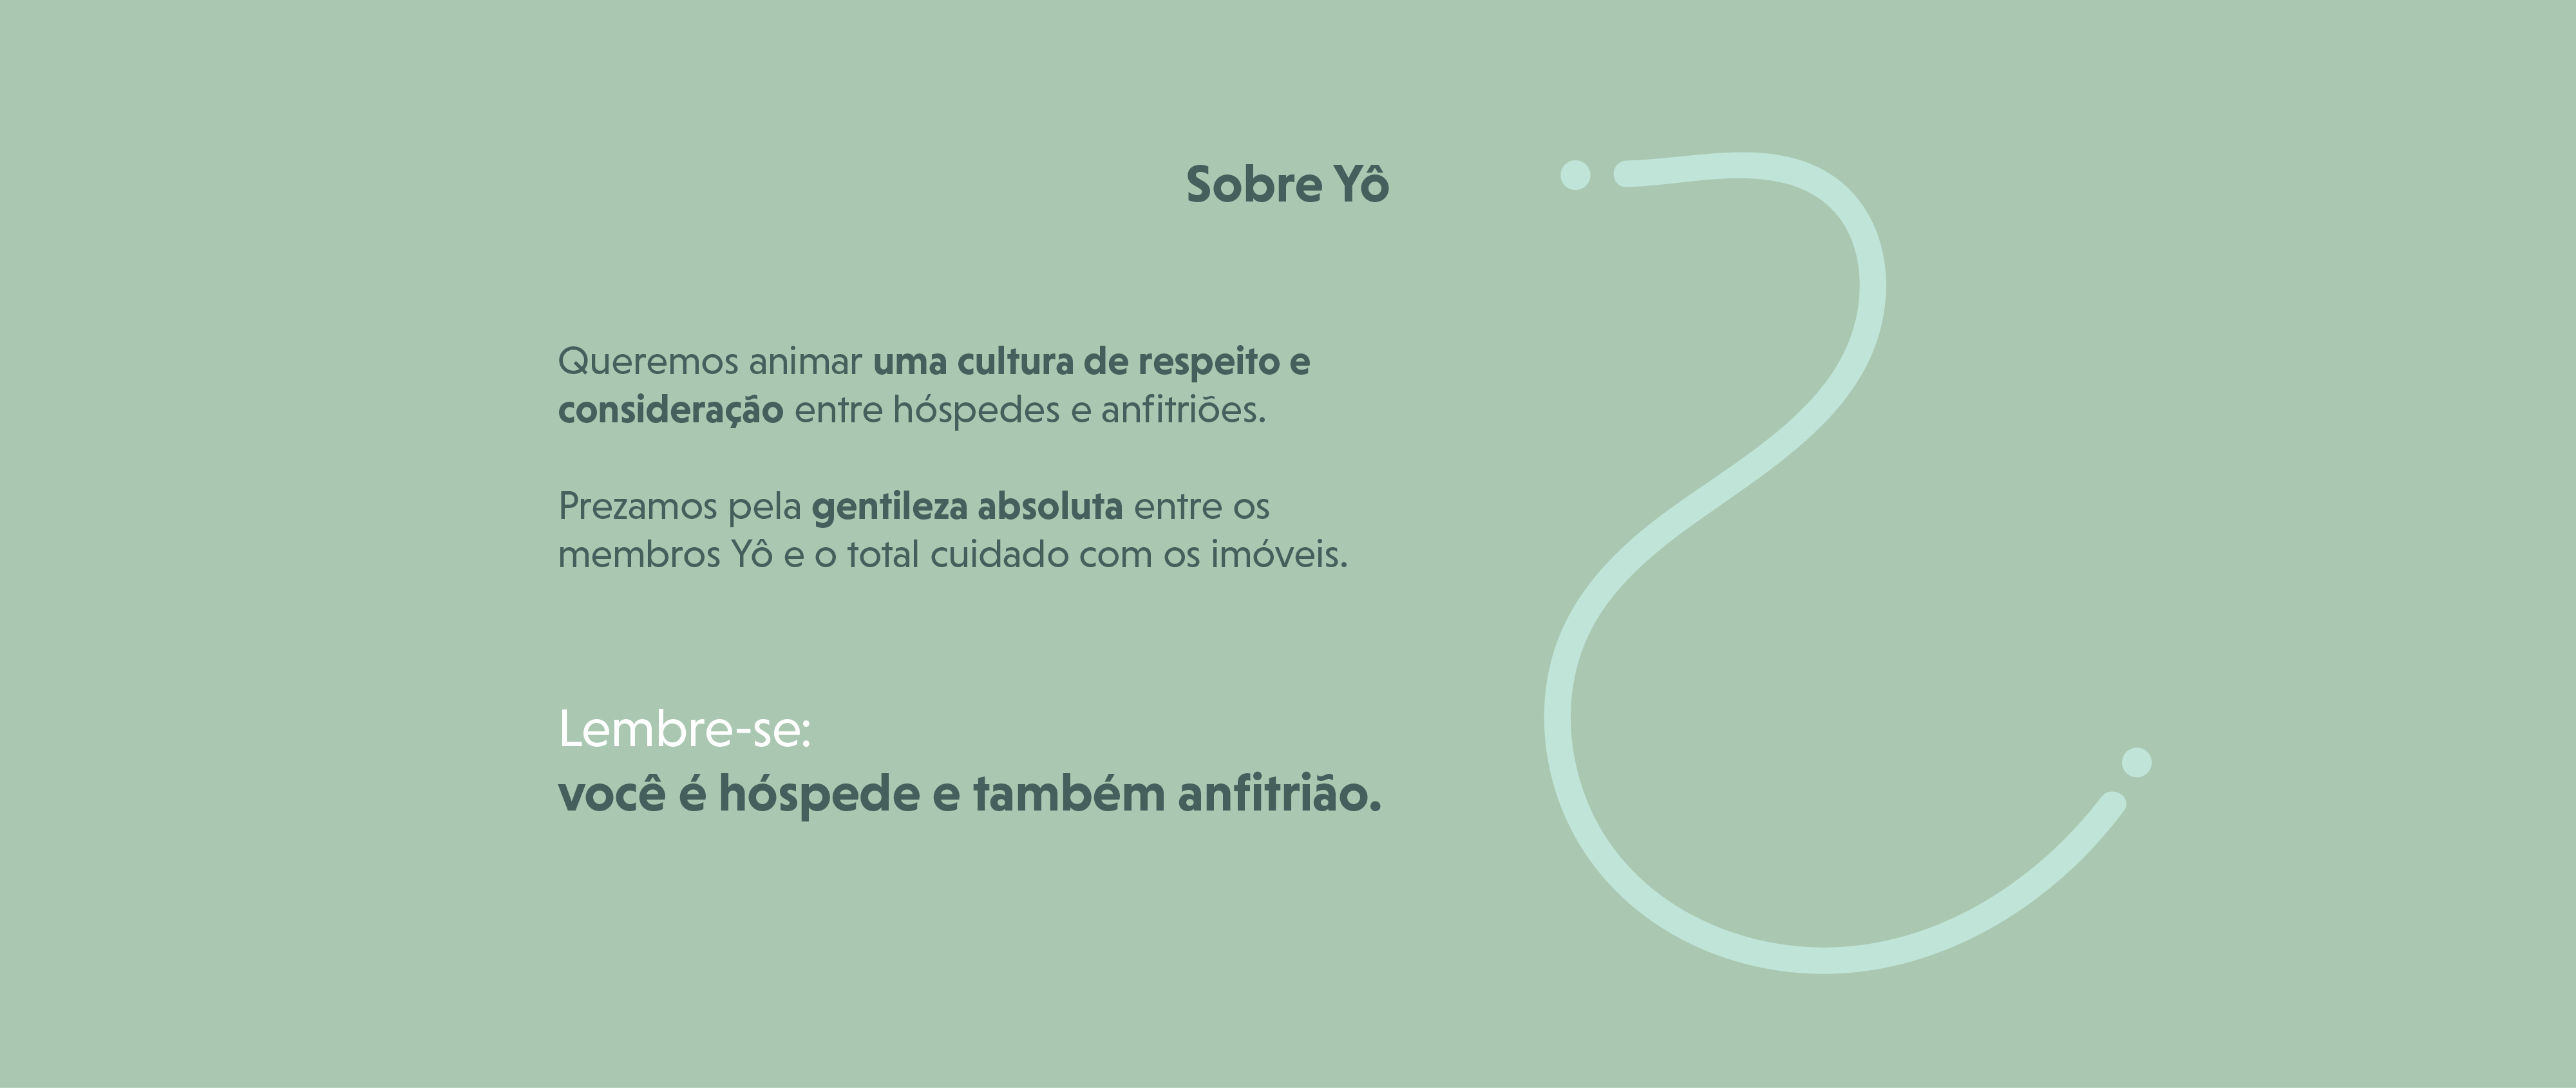 Sobre Yô
Queremos animar uma cultura de respeito e
consideração entre hóspedes e anfitriões.
Prezamos pela gentileza absoluta entre os
membros Yô e o total cuidado com os imóveis.
Lembre-se:
você é hóspede e também anfitrião.